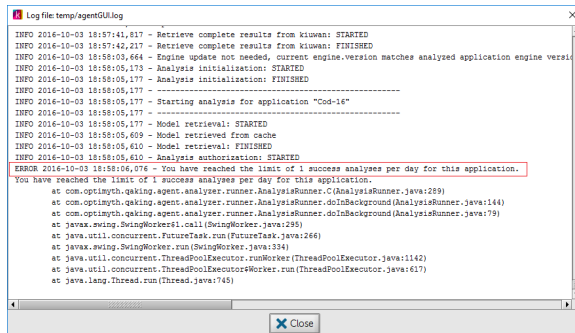 Log file: temp/agentGUI.log
INFO 2016-10-03 18:57:41,817 - Retrieve complete results from kiuwan: STARTED
INFO 2016-10-03 18:57:42,217 - Retrieve complete results from kiuwan: FINISHED
INFO 2016-10-03 18:58:03,664 - Engine update not needed, current engine.version matches analyzed application engine versio
INFO 2016-10-03 18:58:05,173 - Analysis initialization: STARTED
INFO 2016-10-03 18:58:05,177 - Analysis initialization: FINISHED
INFO 2016-10-03 18:58:05,177 - --------------------------------------------------
INFO 2016-10-03 18:58:05,177 - Starting analysis for application "Cod-16"
INFO 2016-10-03 18:58:05,177 - --------------------------------------------------
INFO 2016-10-03 18:58:05,177 - Model retrieval: STARTED
INFO 2016-10-03 18:58:05,609 - Model retrieved from cache
INFO 2016-10-03 18:58:05,610 - Model retrieval: FINISHED
INFO 2016-10-03 18:58:05,610 - Analysis authorization: STARTED
ERROR 2016-10-03 18:58:06,076 - You have reached the limit of 1 success analyses per day for this application.
You have reached the limit of 1 success analyses per day for this application.
at com.optimyth.qaking.agent.analyzer.runner.AnalysisRunner.C(AnalysisRunner.java:289)
at com.optimyth.qaking.agent.analyzer.runner.AnalysisRunner.doInBackground(AnalysisRunner.java:144)
at com.optimyth.qaking.agent.analyzer.runner.AnalysisRunner.doInBackground(AnalysisRunner.java:79)
at javax.swing.SwingWorker$1.call(SwingWorker.java:295)
at java.util.concurrent.FutureTask.run(FutureTask.java:266)
at javax.swing.SwingWorker.run(SwingWorker.java:334)
at java.util.concurrent.ThreadPoolExecutor.runWorker(ThreadPoolExecutor.java:1142)
at java.util.concurrent.ThreadPoolExecutor$Worker.run(ThreadPoolExecutor.java:617)
at java.lang.Thread.run(Thread.java:745)
Close